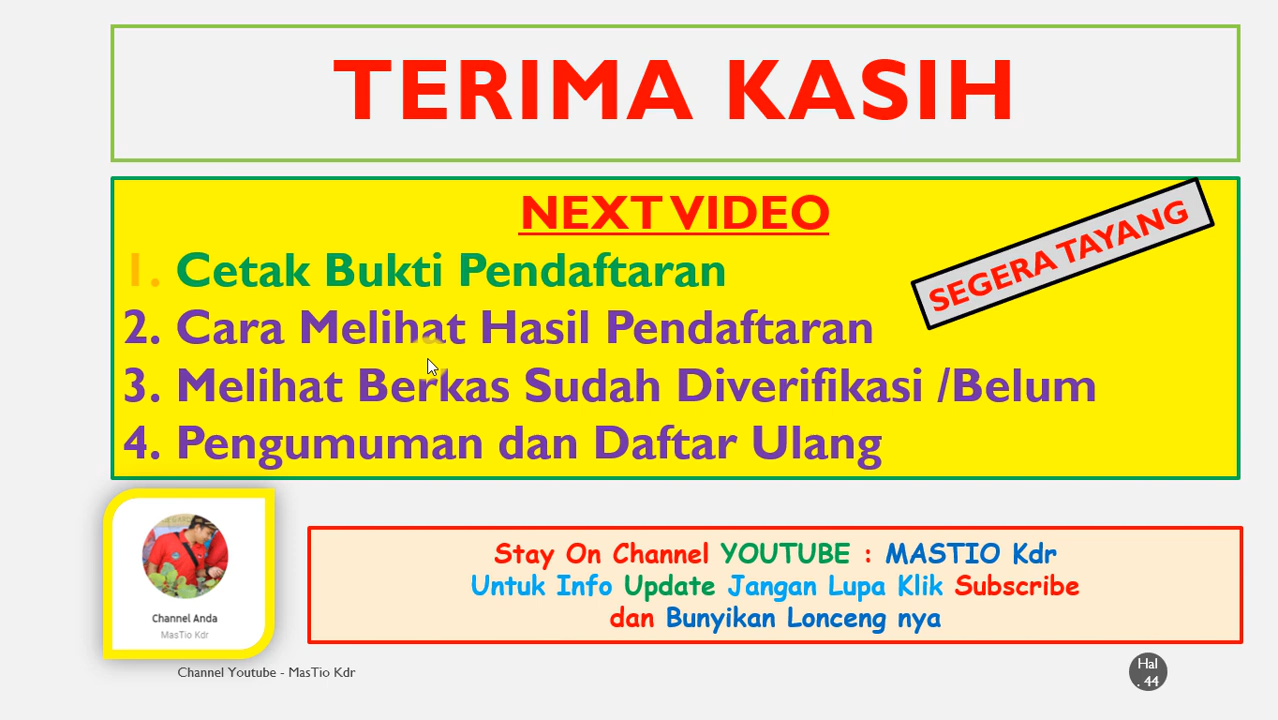 TERIMA KASIH
NEXT VIDEO
SEGERA TAYANG
1. Cetak Bukti Pendaftaran
2. Cara Melihat Hasil Pendaftaran
3. Melihat Berkas Sudah Diverifikasi /Belum
4. Pengumuman dan Daftar Ulang
Channel Anda
MasTio Kdr
Stay On Channel YOUTUBE : MASTIO Kdr
Untuk Info Update Jangan Lupa Klik Subscribe
dan Bunyikan Lonceng nya
Channel Youtube - MasTio Kdr
Hal
. 44